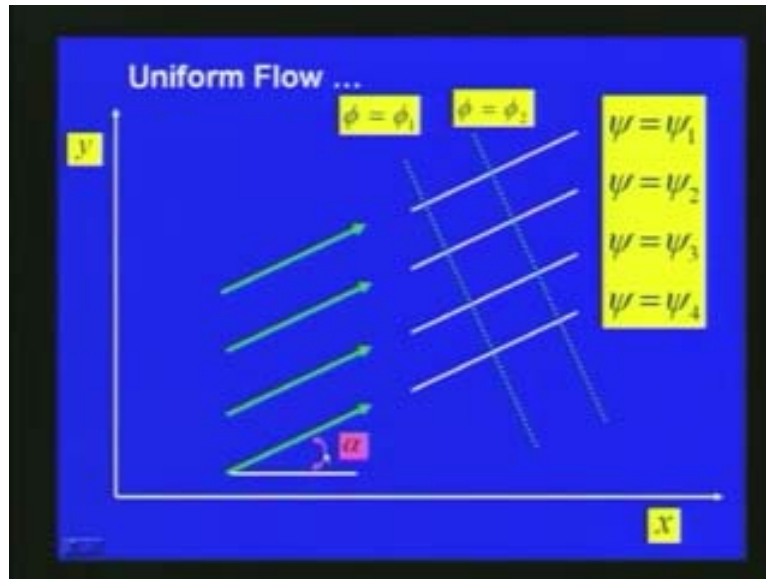 Uniform Flow ...
y
ϕ = ϕ₁
ϕ = ϕ₂
ψ = ψ₁
ψ = ψ₂
ψ = ψ₃
ψ = ψ₄
α
x